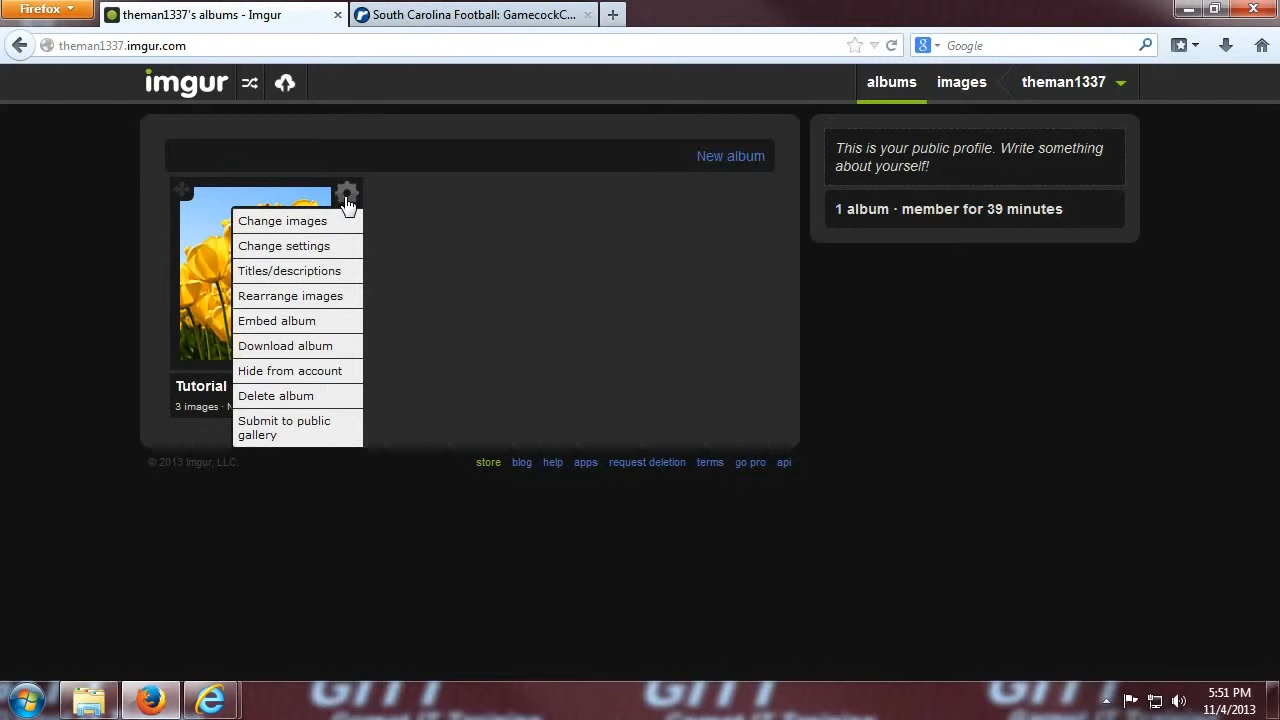 Firefox
theman1337's albums - Imgur
South Carolina Football: GamecockC...
theman1337.imgur.com
Google
imgur
albums
images
theman1337
New album
This is your public profile. Write something
about yourself!
1 album · member for 39 minutes
Change images
Change settings
Titles/descriptions
Rearrange images
Embed album
Download album
Hide from account
Delete album
Submit to public
gallery
Tutorial
3 images ·
© 2013 Imgur, LLC
store blog help apps request deletion terms go pro api
5:51 PM
11/4/2013